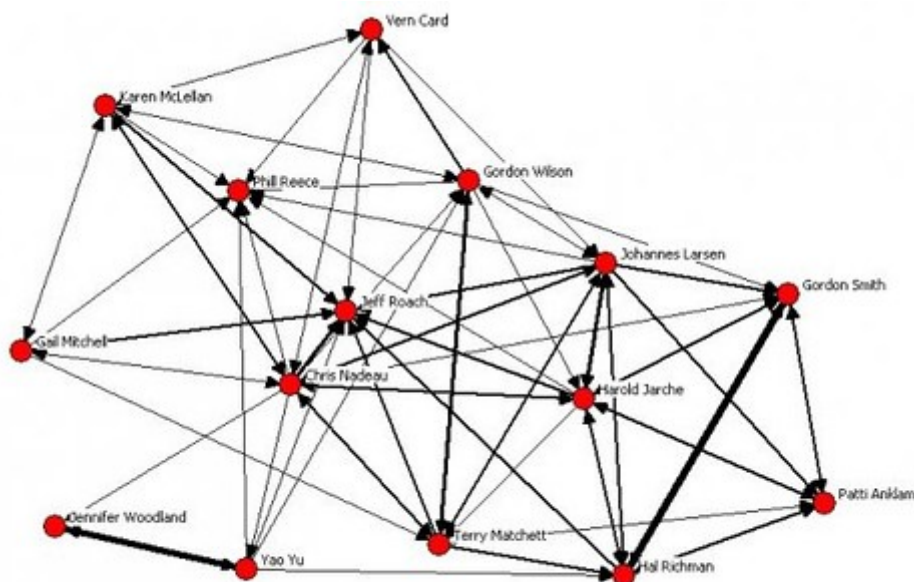 Vern Card
Karen McLellan
Gordon Wilson
Phill Reece
Johannes Larsen
Gordon Smith
Jeff Roach
Gail Mitchell
Chris Nadeau
Harold Jarche
Patti Anklam
Jennifer Woodland
Terry Matchett
Yao Yu
Hal Richman